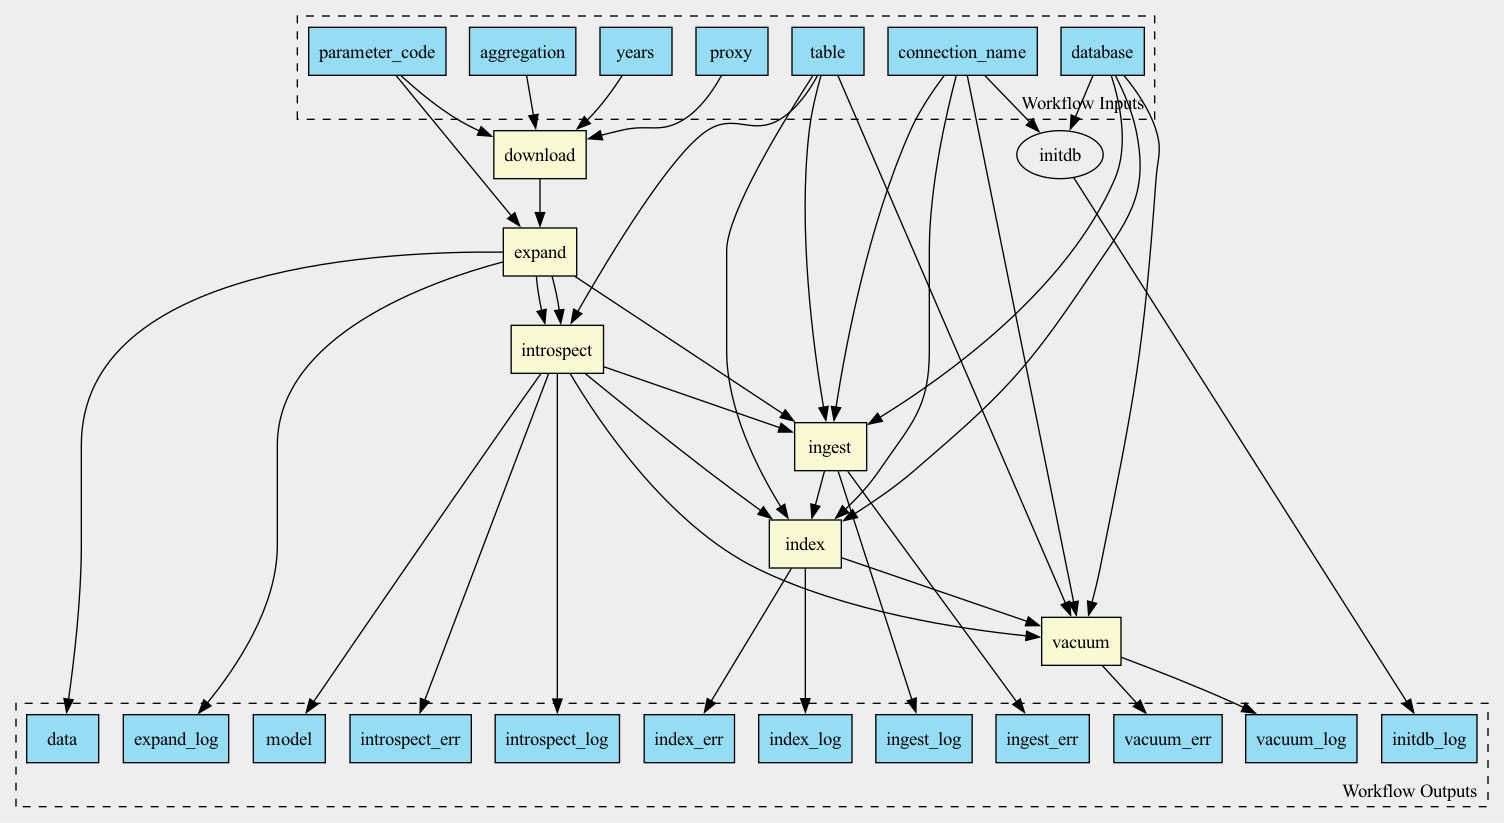 parameter_code
aggregation
years
proxy
table
connection_name
database
Workflow Inputs
download
initdb
expand
introspect
ingest
index
vacuum
data
expand_log
model
introspect_err
introspect_log
index_err
index_log
ingest_log
ingest_err
vacuum_err
vacuum_log
initdb_log
Workflow Outputs